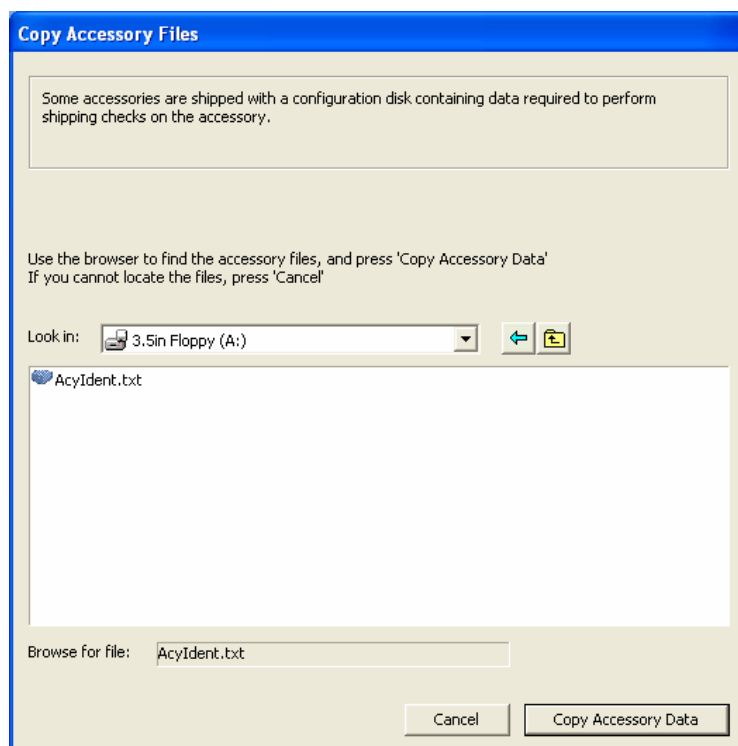 Copy Accessory Files
Some accessories are shipped with a configuration disk containing data required to perform
shipping checks on the accessory.
Use the browser to find the accessory files, and press 'Copy Accessory Data'
If you cannot locate the files, press 'Cancel'
Look in: 3.5in Floppy (A:)
AcyIdent.txt
Browse for file: AcyIdent.txt
Cancel Copy Accessory Data